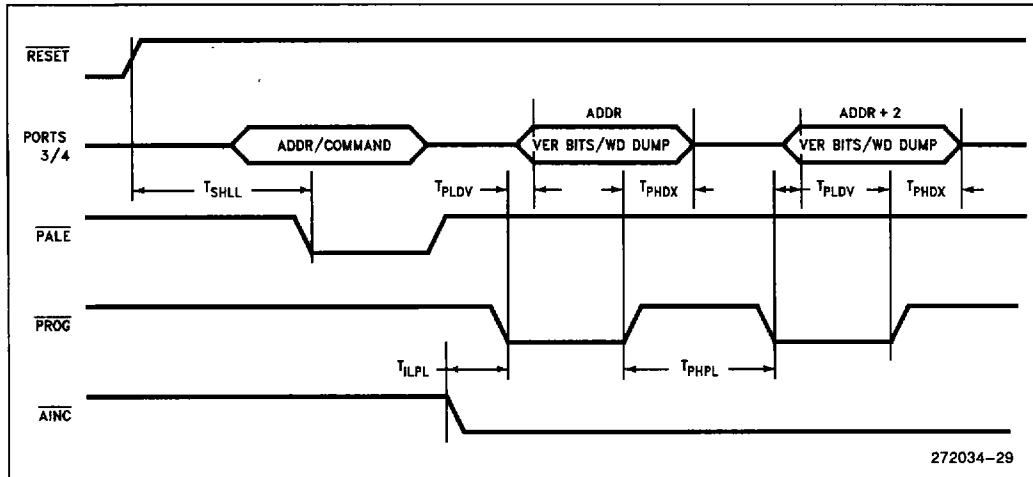 RESET
PORTS
3/4
ADDR/COMMAND
ADDR
VER BITS/WD DUMP
ADDR + 2
VER BITS/WD DUMP
TSHLL
TPLDV
TPHDX
TPLDV
TPHDX
PALE
PROG
TILPL
TPHPL
AINC
272034-29